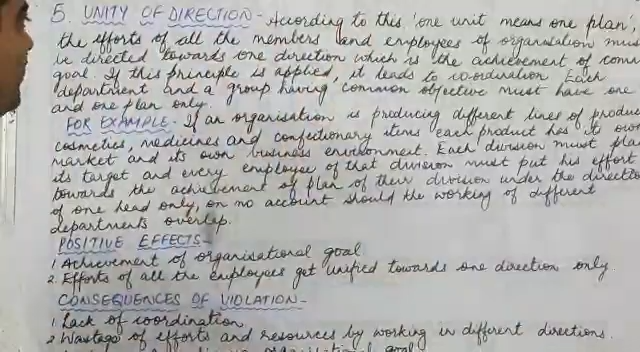 5. UNITY OF DIRECTION - According to this 'one unit means one plan',
the efforts of all the members and employees of organisation
be directed towards one direction which is the achievement of
goal. If this principle is applied, it leads to co-ordination. Each
department and a group having common objective must have one
and one plan only.
FOR EXAMPLE - If an organisation is producing different lines of
cosmetics, medicines and confectionary items each product has its
market and its own business environment. Each division must
its target and every employee of that division must put his effort
towards the achievement of plan of their division under the
of one head only, on no account should the working of different
departments overlap.
POSITIVE EFFECTS -
1. Achievement of organisational goal
2. Efforts of all the employees get unified towards one direction only.
CONSEQUENCES OF VIOLATION -
1. Lack of coordination
2. Wastage of efforts and resources by working in different directions.
organisational goal